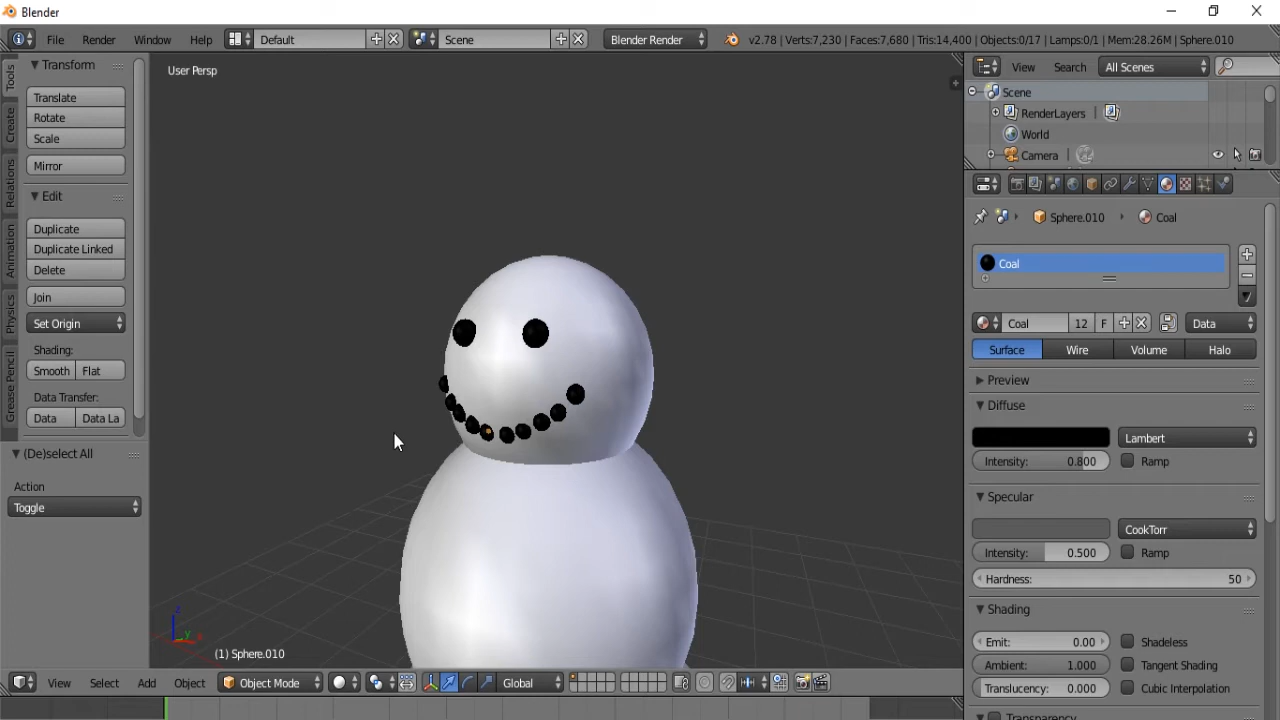 Blender
File Render Window Help Default Scene Blender Render v2.78 | Verts:7,230 | Faces:7,680 | Tris:14,400 | Objects:0/17 | Lamps:0/1 | Mem:28.26M | Sphere.010
Tools
Create
Relations
Animation
Physics
Grease Pencil
Transform
Translate
Rotate
Scale
Mirror
Edit
Duplicate
Duplicate Linked
Delete
Join
Set Origin
Shading:
Smooth Flat
Data Transfer:
Data Data La
(De)select All
Action
Toggle
User Persp
z
y x
(1) Sphere.010
View Select Add Object Object Mode Global
View Search All Scenes
Scene
RenderLayers |
World
Camera |
Sphere.010 Coal
Coal
Coal 12 F Data
Surface Wire Volume Halo
Preview
Diffuse
Lambert
Intensity: 0.800 Ramp
Specular
CookTorr
Intensity: 0.500 Ramp
Hardness: 50
Shading
Emit: 0.00 Shadeless
Ambient: 1.000 Tangent Shading
Translucency: 0.000 Cubic Interpolation
Transparency